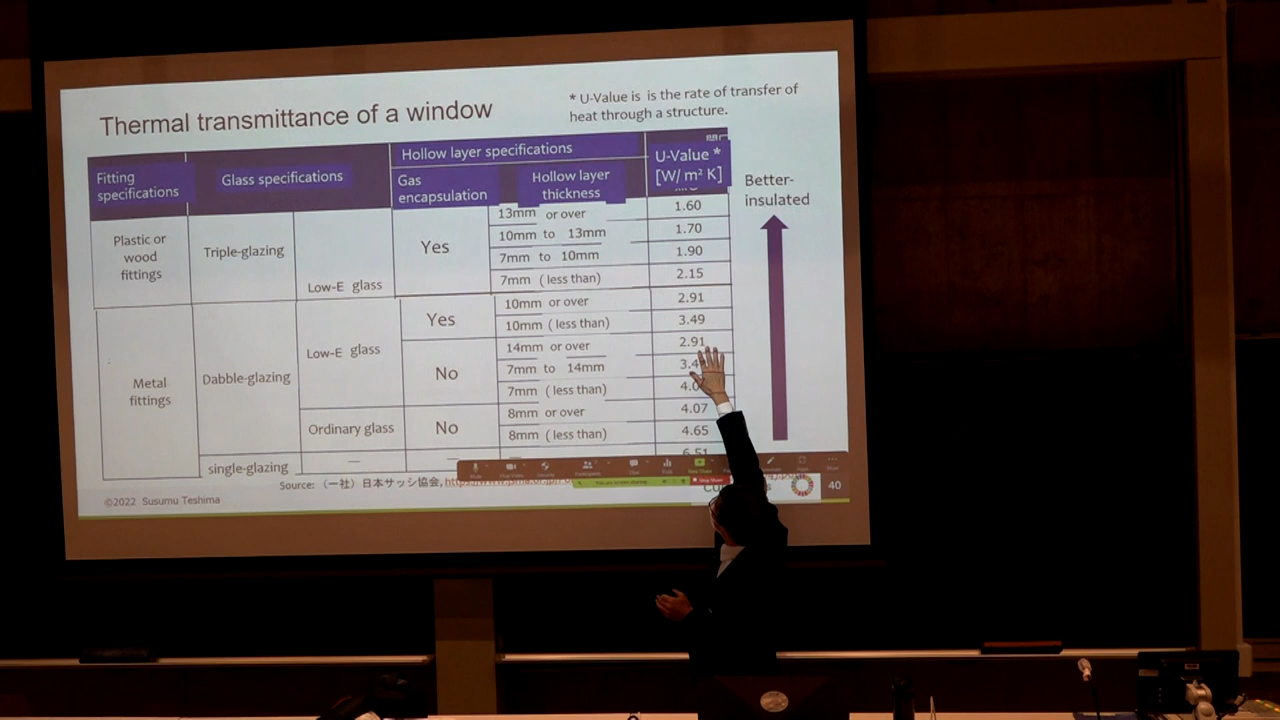 Thermal transmittance of a window
* U-Value is is the rate of transfer of
heat through a structure.
Fitting
specifications
Glass specifications
Hollow layer specifications
Gas
encapsulation
Hollow layer
thickness
U-Value *
[W/ m² K]
Better-
insulated
Plastic or
wood
fittings
Triple-glazing
Low-E glass
Yes
13mm or over 1.60
10mm to 13mm 1.70
7mm to 10mm 1.90
7mm ( less than) 2.15
Metal
fittings
Dabble-glazing
Low-E glass
Yes
10mm or over 2.91
10mm ( less than) 3.49
No
14mm or over 2.91
7mm to 14mm
7mm ( less than)
Ordinary glass
No
8mm or over 4.07
8mm ( less than) 4.65
single-glazing — — — 6.51
Source: （一社）日本サッシ協会,
©2022 Susumu Teshima
40